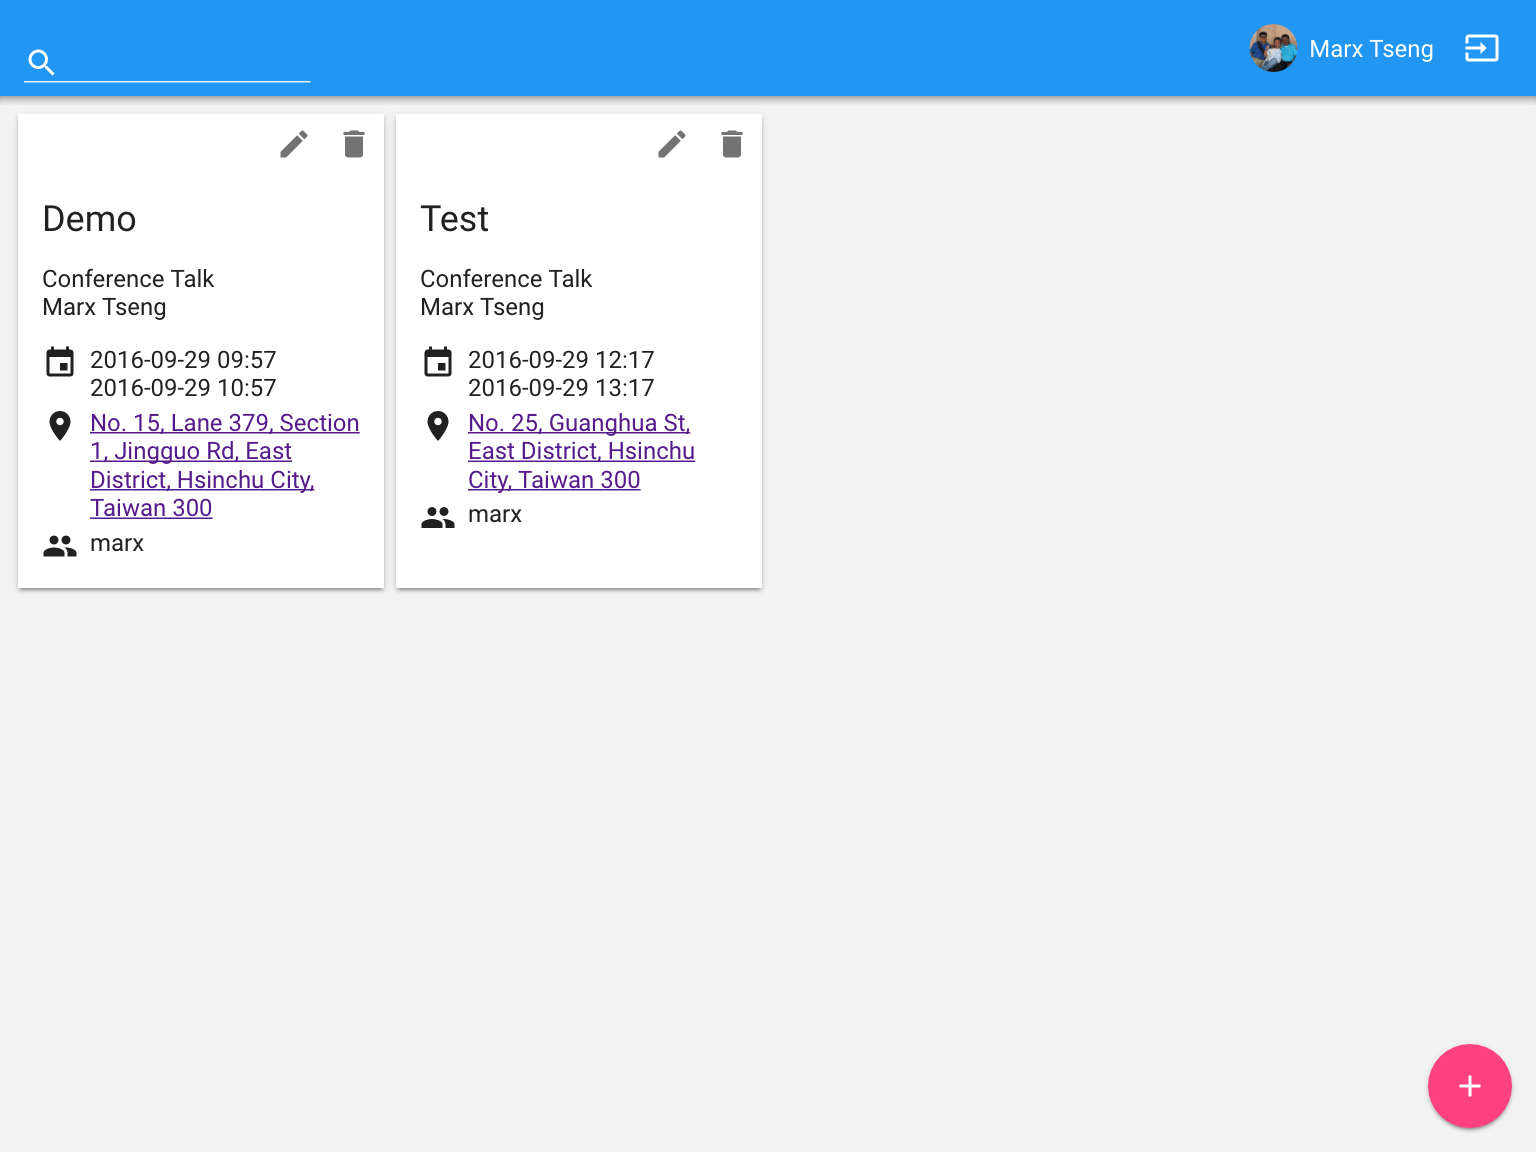 Marx Tseng
Demo
Conference Talk
Marx Tseng
2016-09-29 09:57
2016-09-29 10:57
No. 15, Lane 379, Section
1, Jingguo Rd, East
District, Hsinchu City,
Taiwan 300
marx
Test
Conference Talk
Marx Tseng
2016-09-29 12:17
2016-09-29 13:17
No. 25, Guanghua St,
East District, Hsinchu
City, Taiwan 300
marx